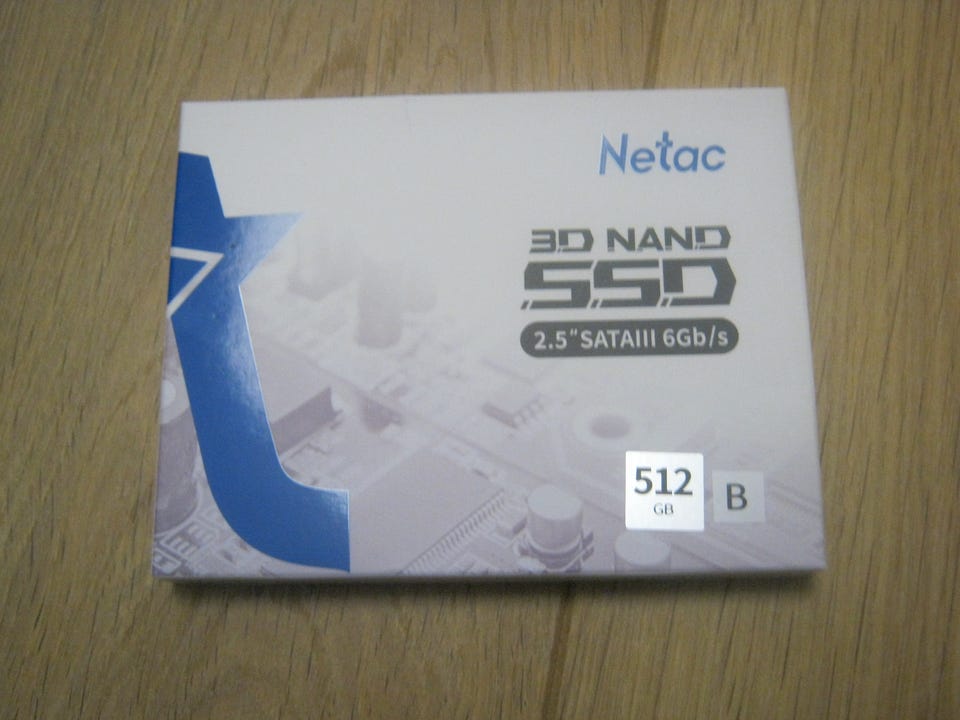 Netac
3D NAND
SSD
2.5" SATAIII 6Gb/s
512
GB
B